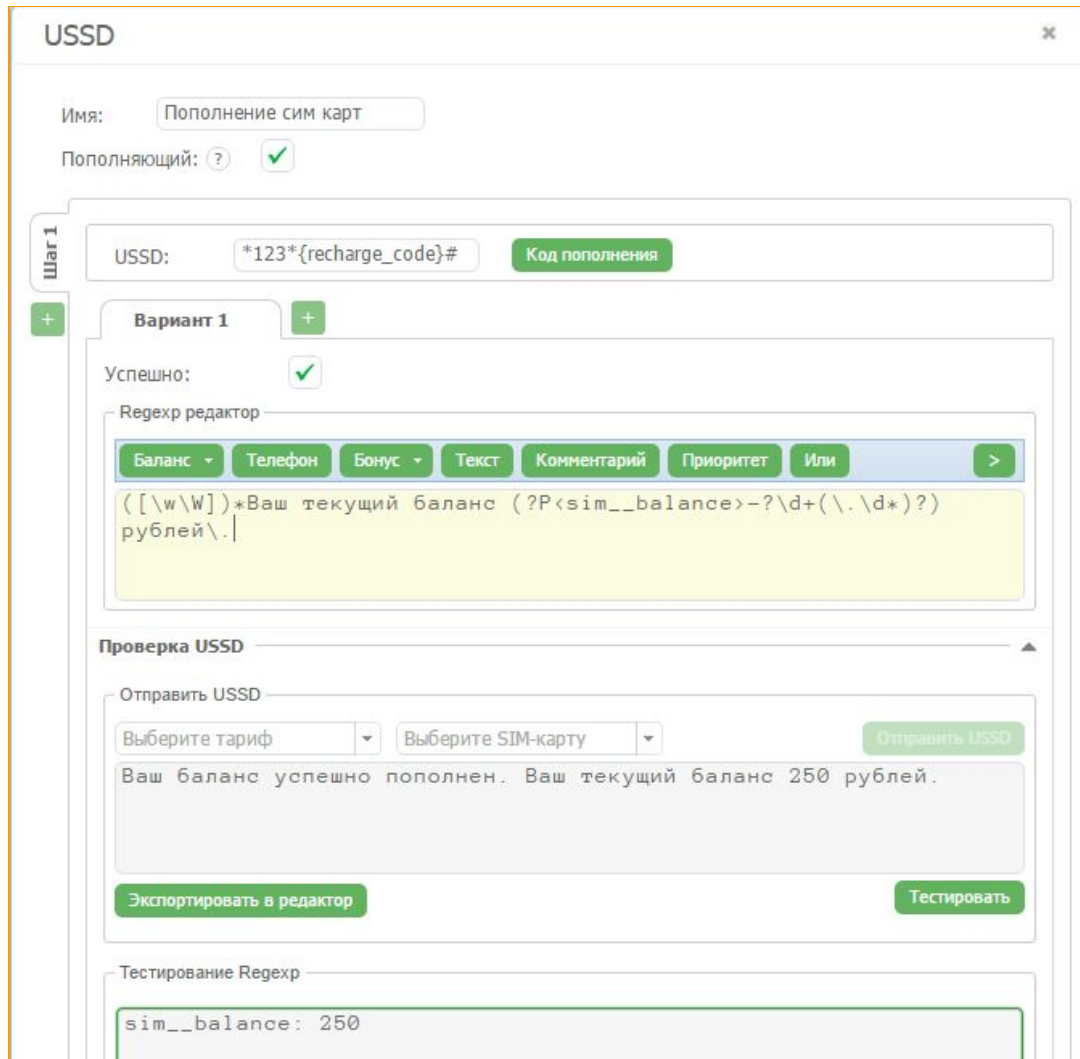 USSD
Имя: Пополнение сим карт
Пополняющий: ?
Шаг 1
USSD: *123*{recharge_code}# Код пополнения
+
Вариант 1 +
Успешно:
Regexp редактор
Баланс Телефон Бонус Текст Комментарий Приоритет Или >
([\w\W])*Ваш текущий баланс (?P<sim__balance>-?\d+(\.\d*)?)
рублей\.
Проверка USSD
Отправить USSD
Выберите тариф Выберите SIM-карту Отправить USSD
Ваш баланс успешно пополнен. Ваш текущий баланс 250 рублей.
Экспортировать в редактор Тестировать
Тестирование Regexp
sim__balance: 250